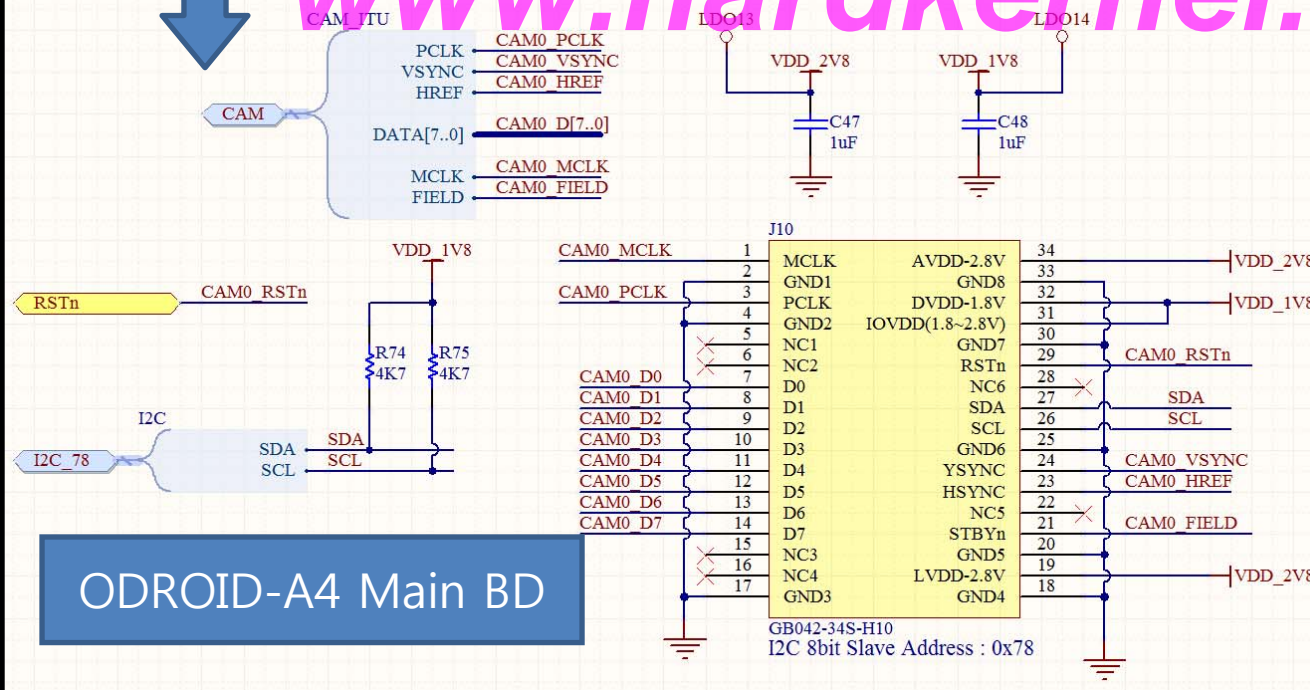 www.hardkernel.
CAM_ITU
PCLK CAM0_PCLK
VSYNC CAM0_VSYNC
HREF CAM0_HREF
CAM
DATA[7..0] CAM0_D[7..0]
MCLK CAM0_MCLK
FIELD CAM0_FIELD
LDO13
VDD_2V8
C47
1uF
LDO14
VDD_1V8
C48
1uF
RSTn CAM0_RSTn
VDD_1V8
R74
4K7
R75
4K7
I2C
I2C_78
SDA SDA
SCL SCL
J10
CAM0_MCLK 1 MCLK AVDD-2.8V 34 VDD_2V8
2 GND1 GND8 33
CAM0_PCLK 3 PCLK DVDD-1.8V 32 VDD_1V8
4 GND2 IOVDD(1.8~2.8V) 31
5 NC1 GND7 30
6 NC2 RSTn 29 CAM0_RSTn
CAM0_D0 7 D0 NC6 28
CAM0_D1 8 D1 SDA 27 SDA
CAM0_D2 9 D2 SCL 26 SCL
CAM0_D3 10 D3 GND6 25
CAM0_D4 11 D4 YSYNC 24 CAM0_VSYNC
CAM0_D5 12 D5 HSYNC 23 CAM0_HREF
CAM0_D6 13 D6 NC5 22
CAM0_D7 14 D7 STBYn 21 CAM0_FIELD
15 NC3 GND5 20
16 NC4 LVDD-2.8V 19 VDD_2V8
17 GND3 GND4 18
GB042-34S-H10
I2C 8bit Slave Address : 0x78
ODROID-A4 Main BD